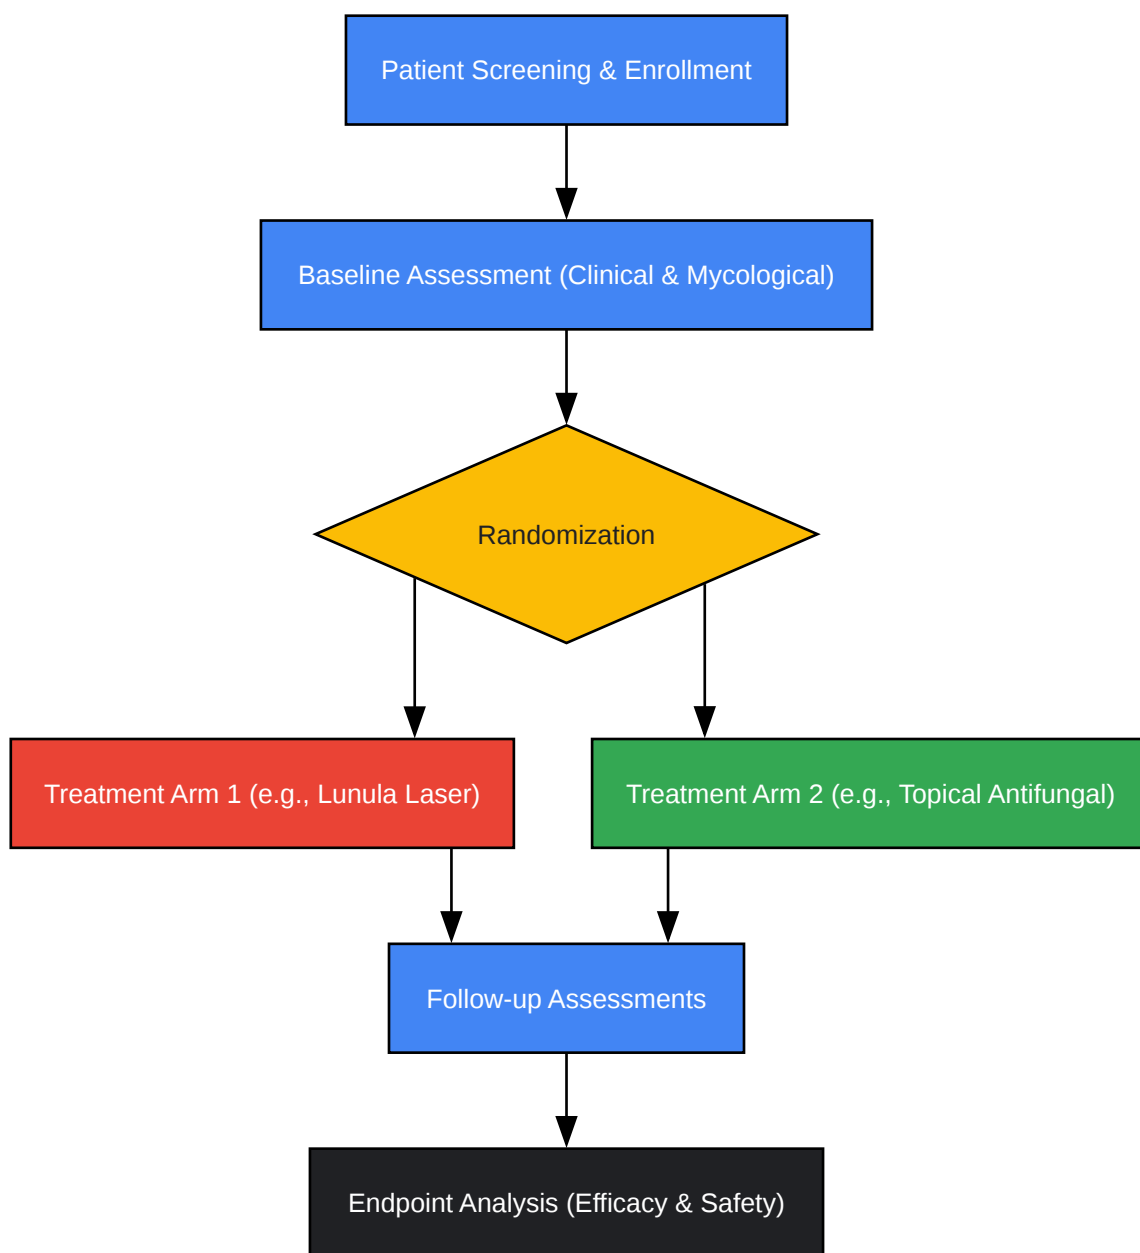 Patient Screening & Enrollment
Baseline Assessment (Clinical & Mycological)
Randomization
Treatment Arm 1 (e.g., Lunula Laser)
Treatment Arm 2 (e.g., Topical Antifungal)
Follow-up Assessments
Endpoint Analysis (Efficacy & Safety)